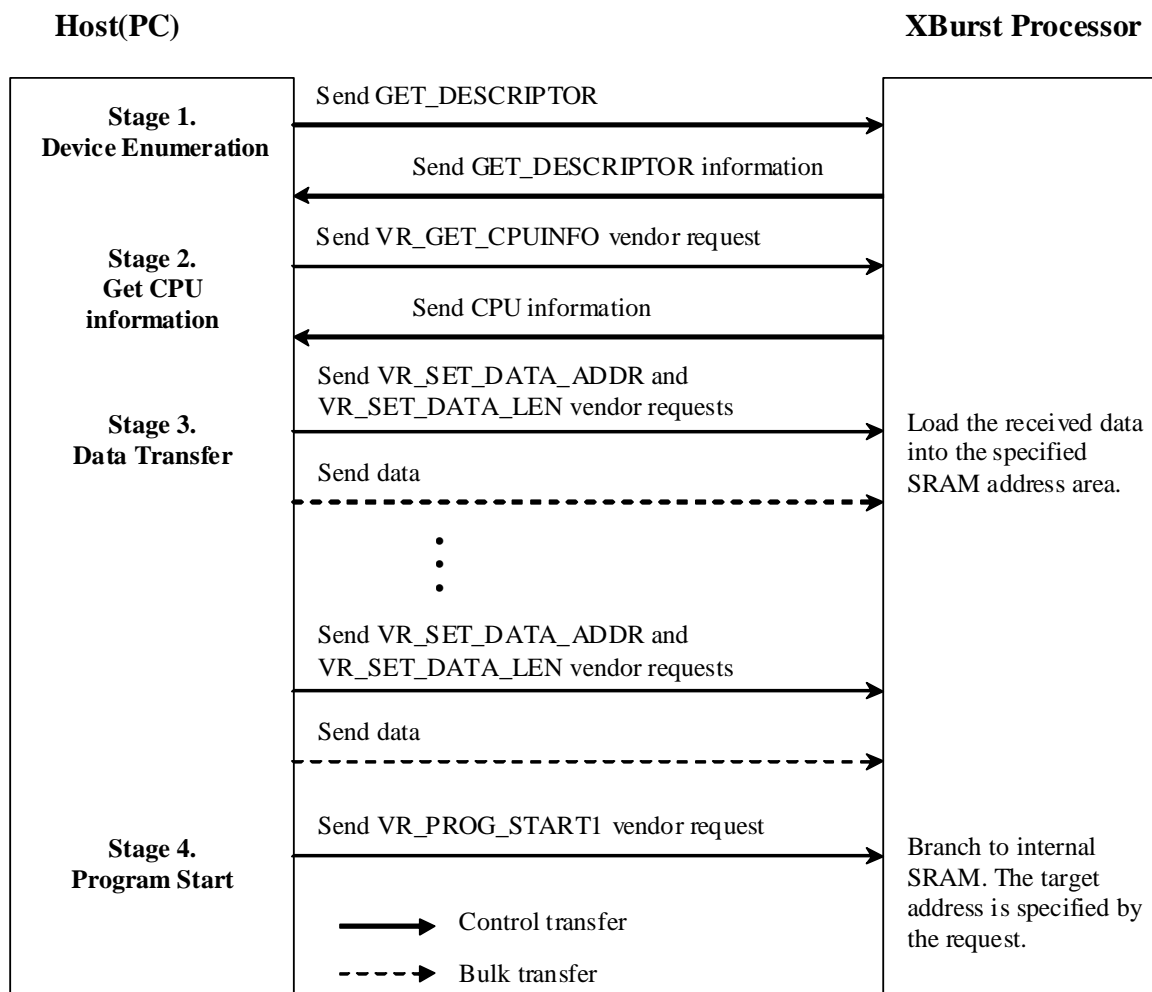 Host(PC)
XBurst Processor
Stage 1.
Device Enumeration
Send GET_DESCRIPTOR
Send GET_DESCRIPTOR information
Stage 2.
Get CPU
information
Send VR_GET_CPUINFO vendor request
Send CPU information
Stage 3.
Data Transfer
Send VR_SET_DATA_ADDR and
VR_SET_DATA_LEN vendor requests
Send data
Load the received data
into the specified
SRAM address area.
Send VR_SET_DATA_ADDR and
VR_SET_DATA_LEN vendor requests
Send data
Stage 4.
Program Start
Send VR_PROG_START1 vendor request
Branch to internal
SRAM. The target
address is specified by
the request.
Control transfer
Bulk transfer